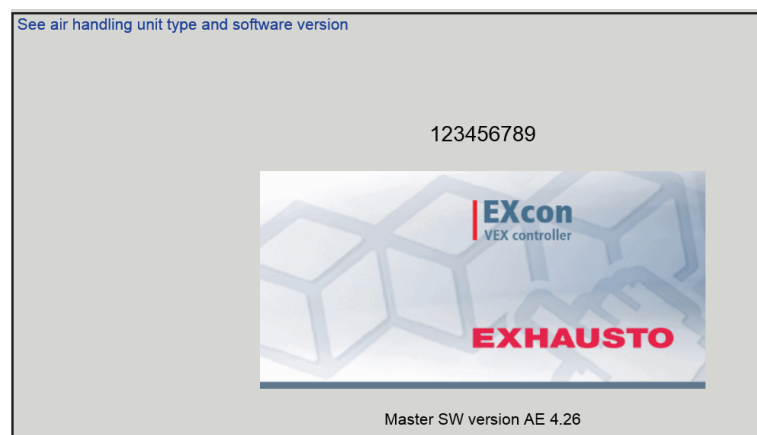 See air handling unit type and software version
123456789
EXcon
VEX controller
EXHAUSTO
Master SW version AE 4.26